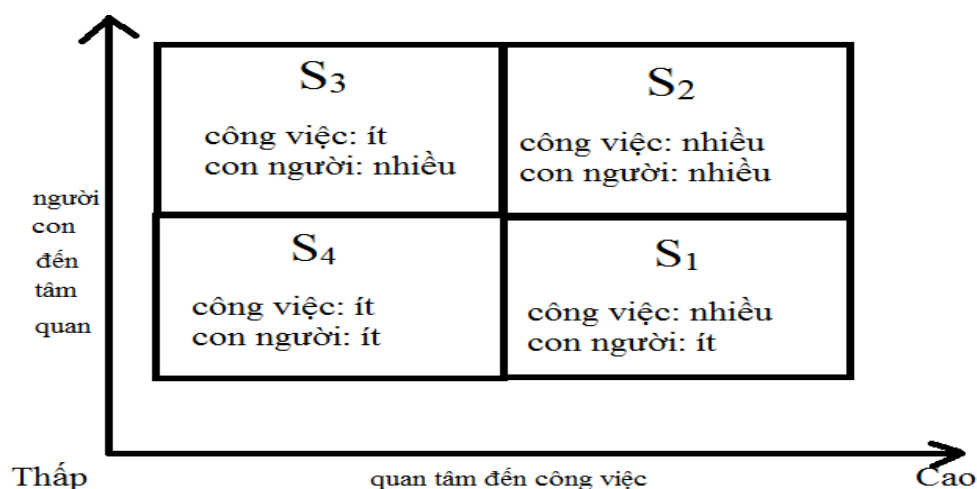 S₃
công việc: ít
con người: nhiều
S₂
công việc: nhiều
con người: nhiều
người
con
đến
tâm
quan
S₄
công việc: ít
con người: ít
S₁
công việc: nhiều
con người: ít
Thấp
quan tâm đến công việc
Cao